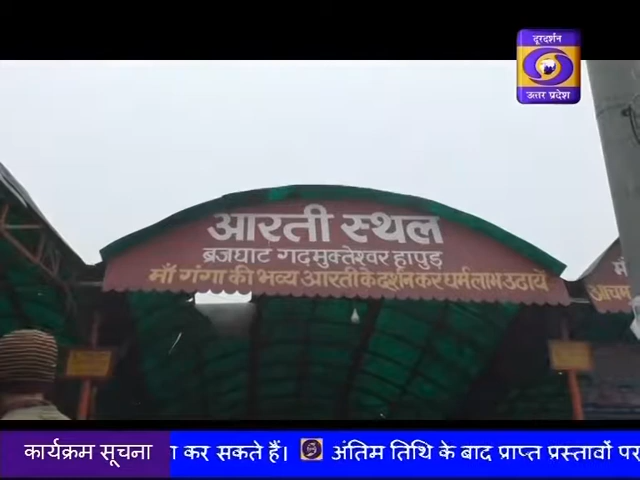 दूरदर्शन
उत्तर प्रदेश
आरती स्थल
ब्रजघाट गढ़मुक्तेश्वर हापुड़
माँ गंगा की भव्य आरती के दर्शन कर धर्म लाभ उठायें
कार्यक्रम सूचना
कर सकते हैं। अंतिम तिथि के बाद प्राप्त प्रस्तावों पर